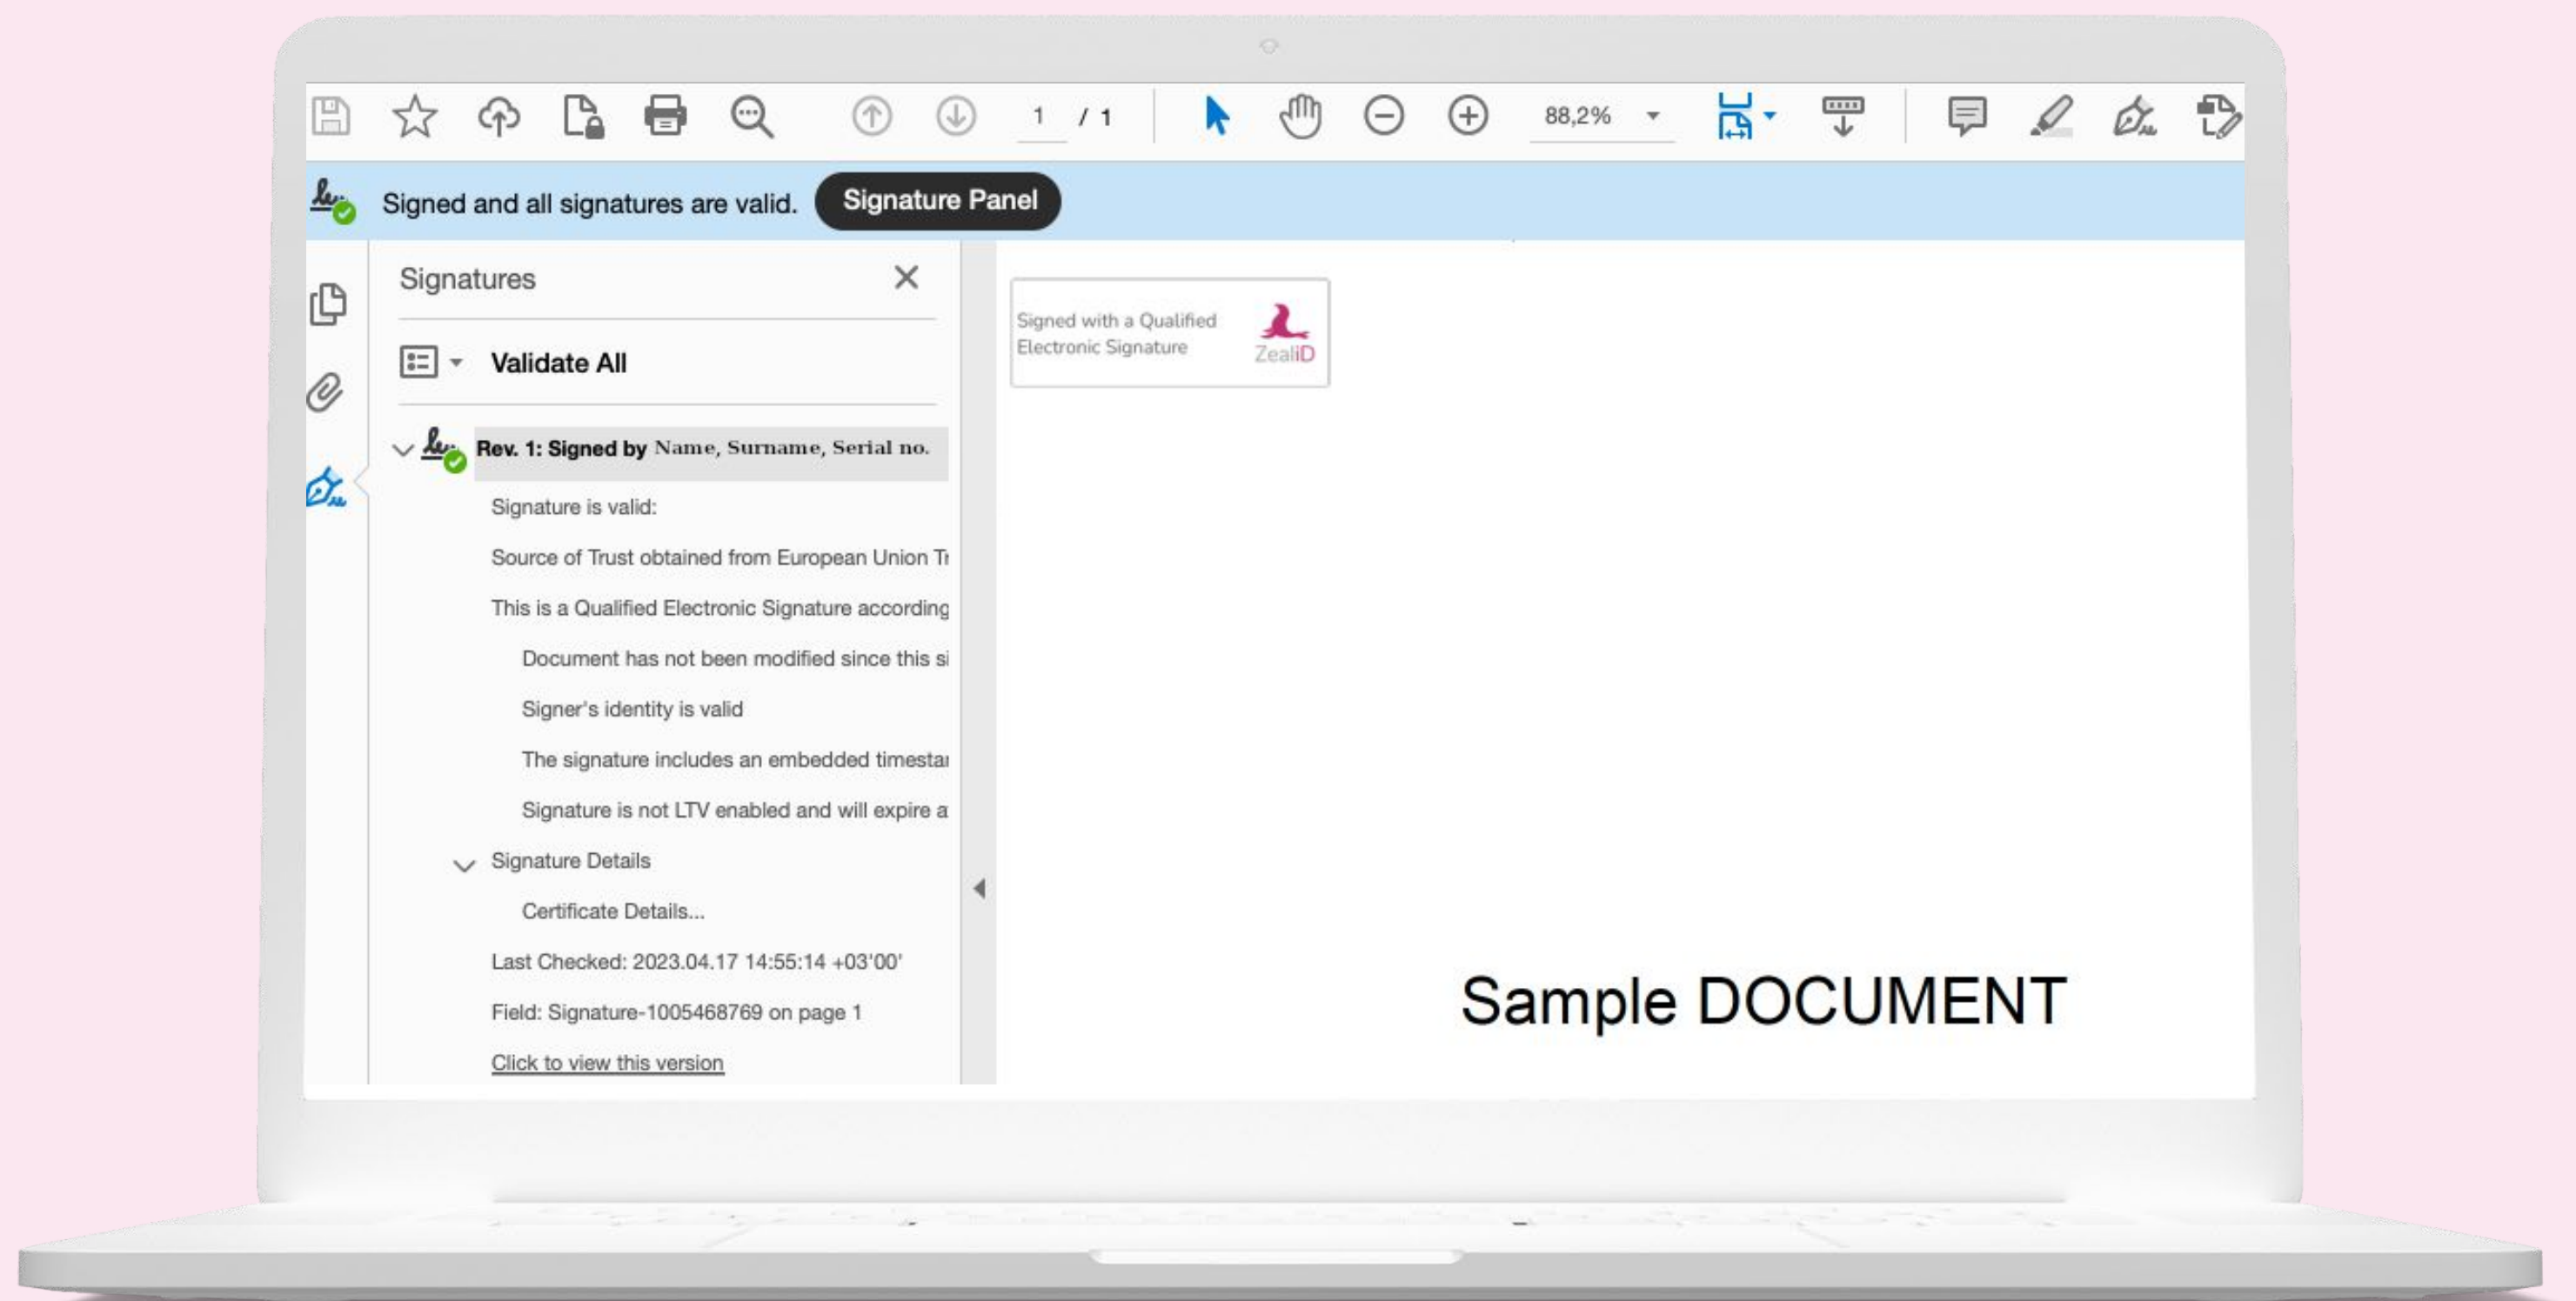 1 / 1
88,2%
Signed and all signatures are valid.
Signature Panel
Signatures
Validate All
Rev. 1: Signed by Name, Surname, Serial no.
Signature is valid:
Source of Trust obtained from European Union
This is a Qualified Electronic Signature according
Document has not been modified since this
Signer's identity is valid
The signature includes an embedded
Signature is not LTV enabled and will expire
Signature Details
Certificate Details...
Last Checked: 2023.04.17 14:55:14 +03'00'
Field: Signature-1005468769 on page 1
Click to view this version
Signed with a Qualified
Electronic Signature
ZealiD
Sample DOCUMENT